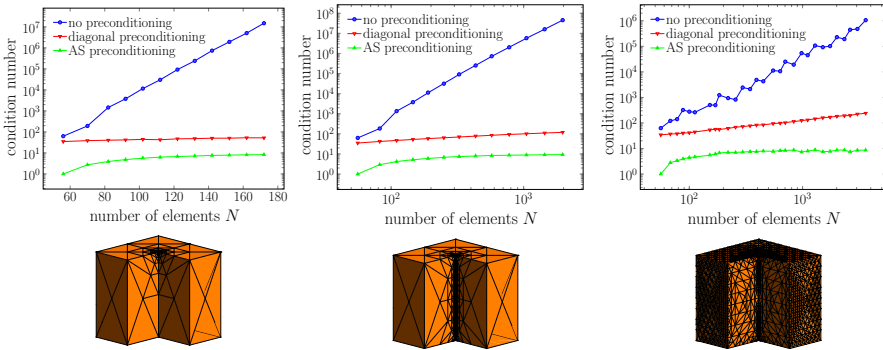 condition number
10^7
10^6
10^5
10^4
10^3
10^2
10^1
10^0
no preconditioning
diagonal preconditioning
AS preconditioning
60 80 100 120 140 160 180
number of elements N
condition number
10^8
10^7
10^6
10^5
10^4
10^3
10^2
10^1
10^0
no preconditioning
diagonal preconditioning
AS preconditioning
10^2 10^3
number of elements N
condition number
10^6
10^5
10^4
10^3
10^2
10^1
10^0
no preconditioning
diagonal preconditioning
AS preconditioning
10^2 10^3
number of elements N